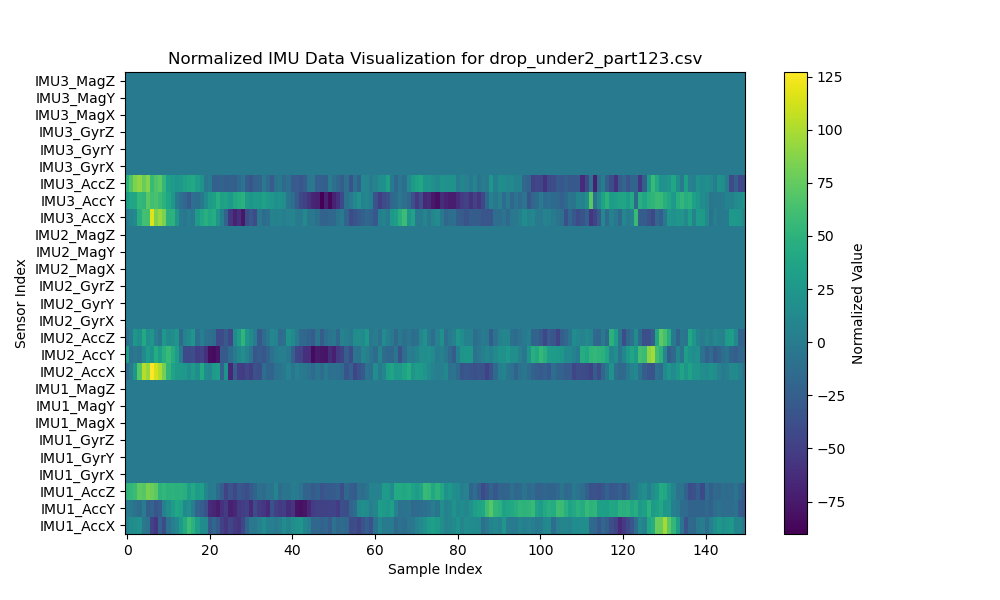 Normalized IMU Data Visualization for drop_under2_part123.csv
IMU3_MagZ
IMU3_MagY
IMU3_MagX
IMU3_GyrZ
IMU3_GyrY
IMU3_GyrX
IMU3_AccZ
IMU3_AccY
IMU3_AccX
IMU2_MagZ
IMU2_MagY
IMU2_MagX
IMU2_GyrZ
IMU2_GyrY
IMU2_GyrX
IMU2_AccZ
IMU2_AccY
IMU2_AccX
IMU1_MagZ
IMU1_MagY
IMU1_MagX
IMU1_GyrZ
IMU1_GyrY
IMU1_GyrX
IMU1_AccZ
IMU1_AccY
IMU1_AccX
Sensor Index
0 20 40 60 80 100 120 140
Sample Index
125
100
75
50
25
0
−25
−50
−75
Normalized Value